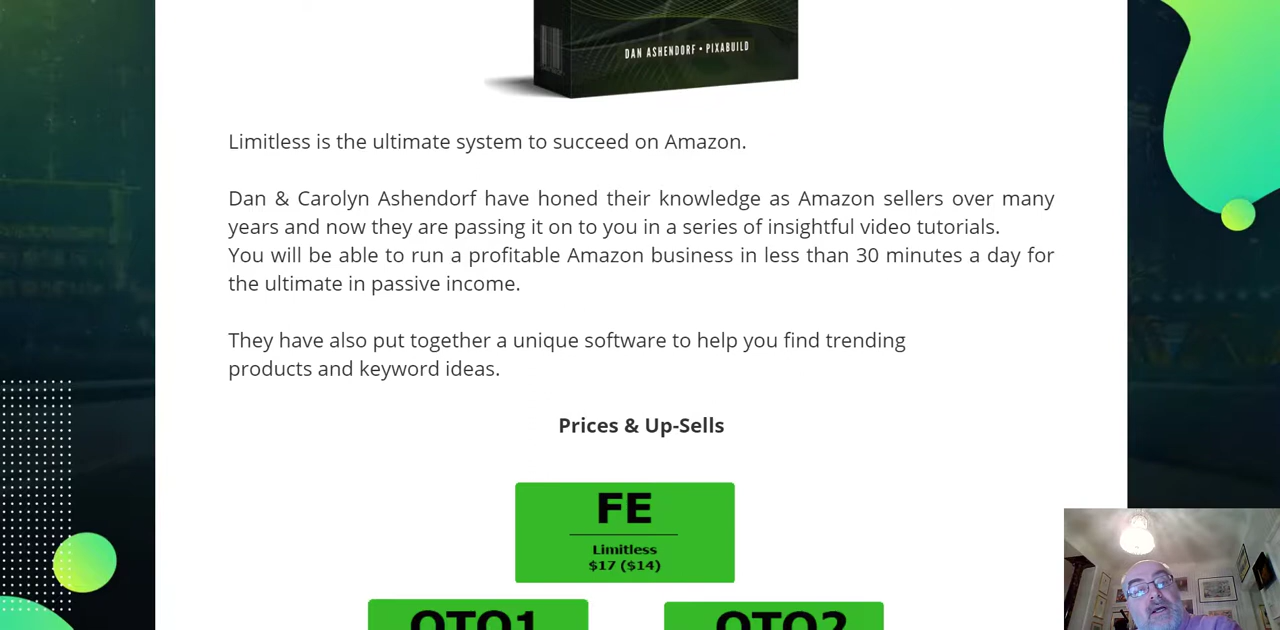 DAN ASHENDORF • PIXABUILD
Limitless is the ultimate system to succeed on Amazon.
Dan & Carolyn Ashendorf have honed their knowledge as Amazon sellers over many
years and now they are passing it on to you in a series of insightful video tutorials.
You will be able to run a profitable Amazon business in less than 30 minutes a day for
the ultimate in passive income.
They have also put together a unique software to help you find trending
products and keyword ideas.
Prices & Up-Sells
FE
Limitless
$17 ($14)
OTO1 OTO2